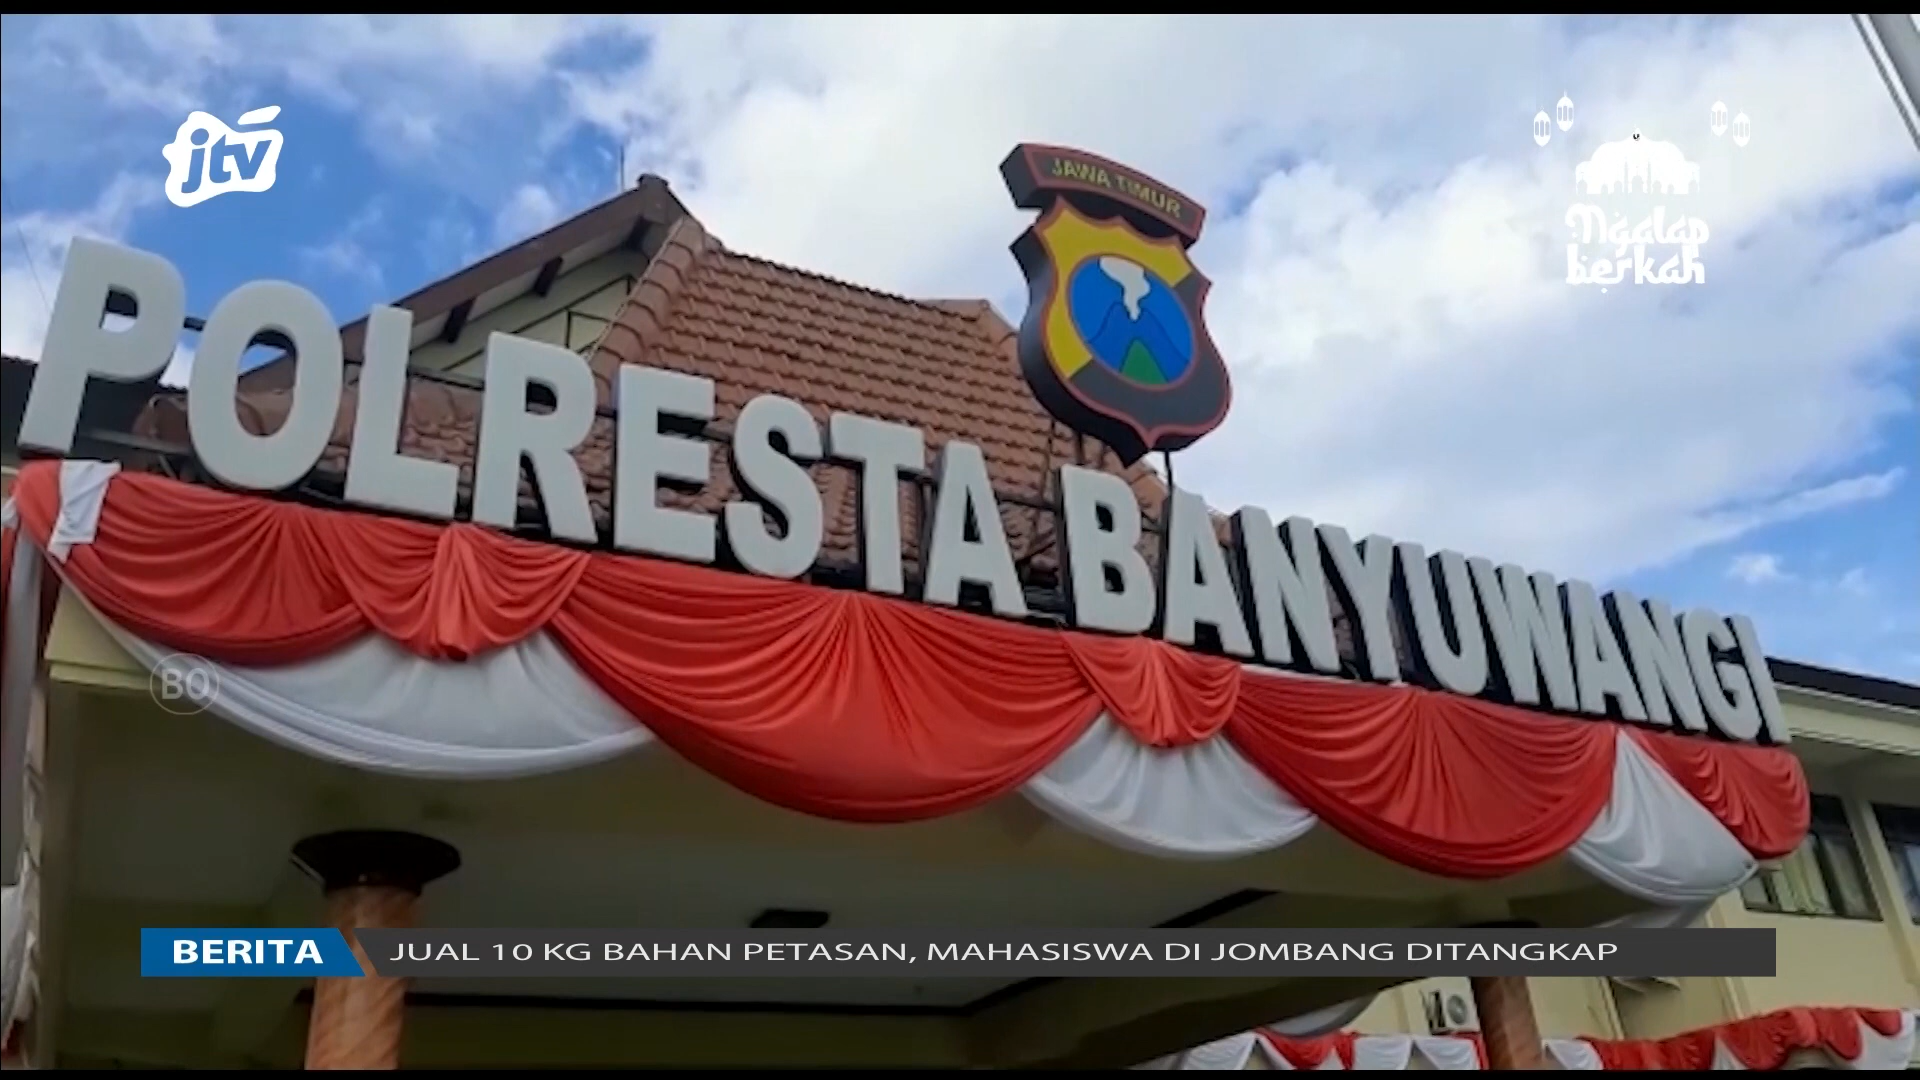 jtv
JAWA TIMUR
Ngalap
berkah
POLRESTA BANYUWANGI
BO
BERITA
JUAL 10 KG BAHAN PETASAN, MAHASISWA DI JOMBANG DITANGKAP